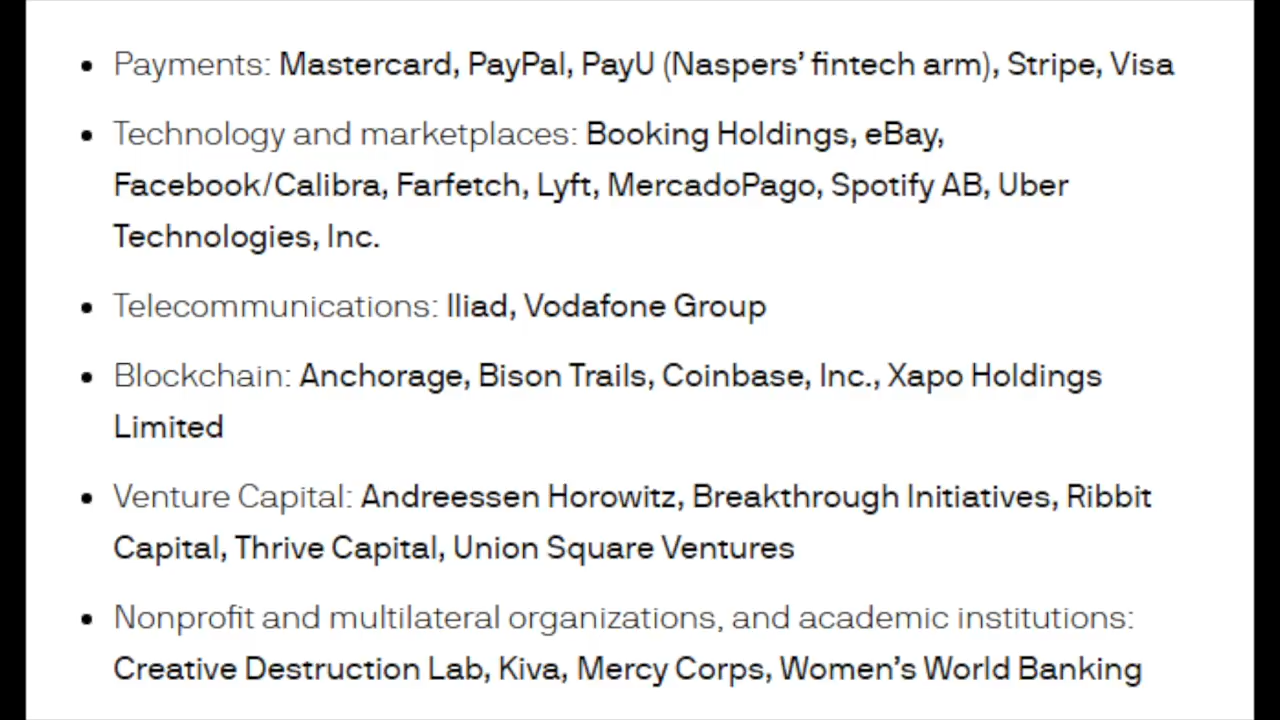 • Payments: Mastercard, PayPal, PayU (Naspers’ fintech arm), Stripe, Visa
• Technology and marketplaces: Booking Holdings, eBay,
Facebook/Calibra, Farfetch, Lyft, MercadoPago, Spotify AB, Uber
Technologies, Inc.
• Telecommunications: Iliad, Vodafone Group
• Blockchain: Anchorage, Bison Trails, Coinbase, Inc., Xapo Holdings
Limited
• Venture Capital: Andreessen Horowitz, Breakthrough Initiatives, Ribbit
Capital, Thrive Capital, Union Square Ventures
• Nonprofit and multilateral organizations, and academic institutions:
Creative Destruction Lab, Kiva, Mercy Corps, Women’s World Banking